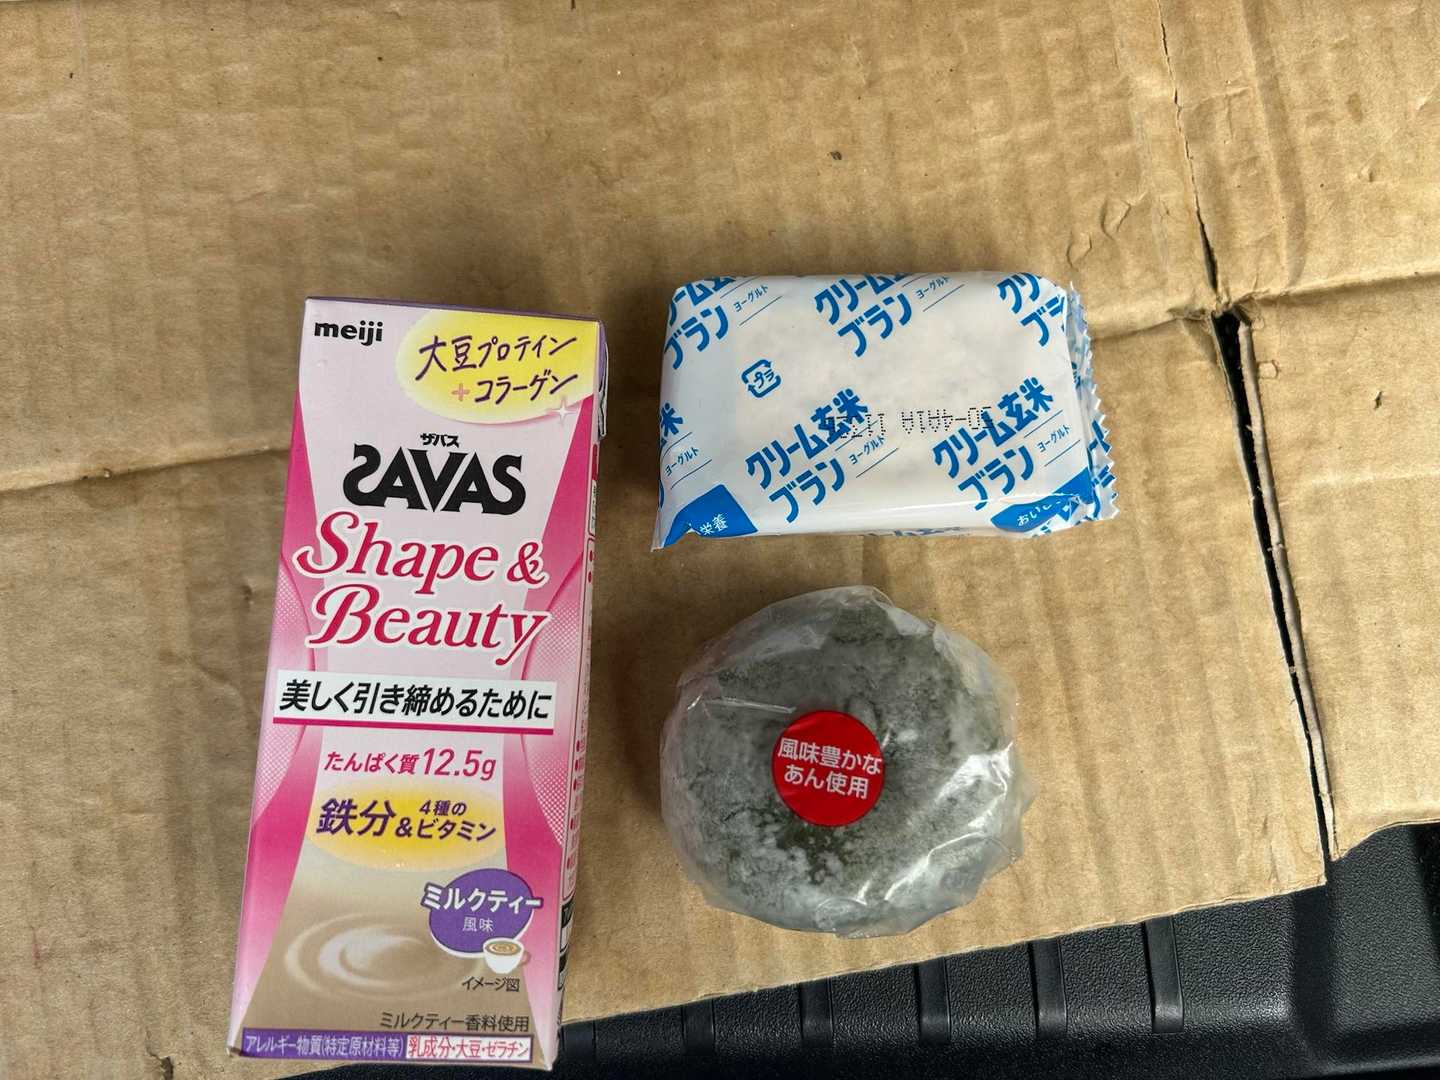 meiji
大豆プロテイン
+コラーゲン
ザバス
SAVAS
Shape &
Beauty
美しく引き締めるために
たんぱく質12.5g
鉄分&4種のビタミン
ミルクティー
風味
イメージ図
ミルクティー香料使用
アレルギー物質(特定原材料等) 乳成分・大豆・ゼラチン
クリーム玄米
ブラン ヨーグルト
クリーム玄米
ブラン ヨーグルト
プラ
クリーム玄米
ブラン ヨーグルト
クリーム玄米
ブラン ヨーグルト
栄養
風味豊かな
あん使用